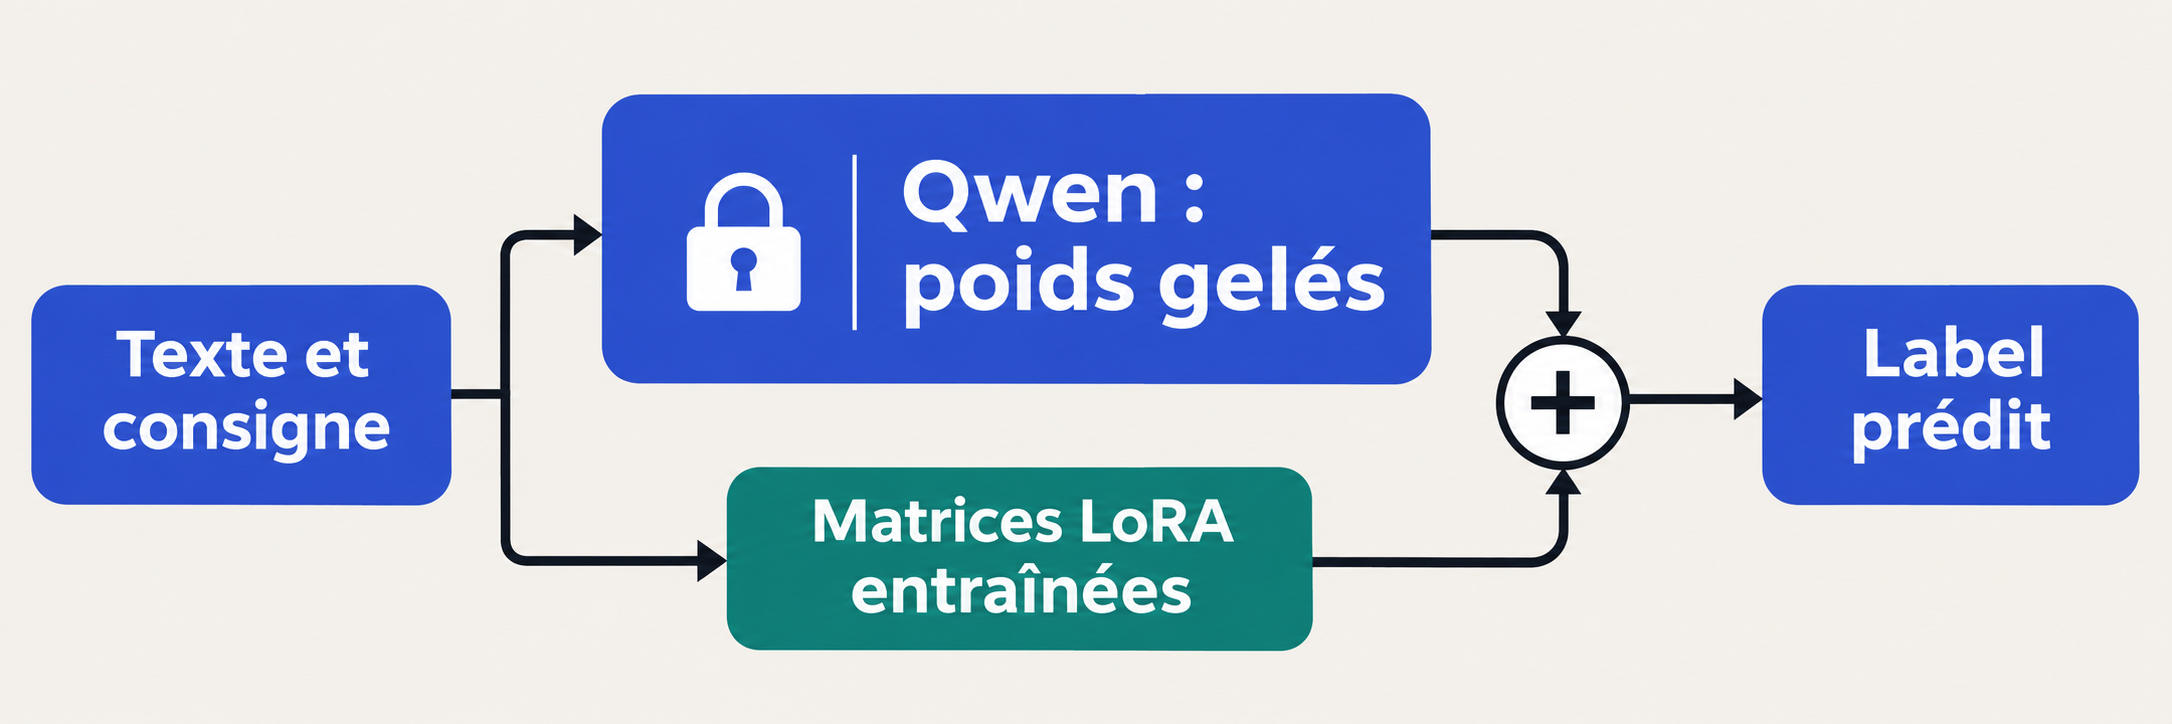 Texte et
consigne
Qwen :
poids gelés
Matrices LoRA
entraînées
+
Label
prédit